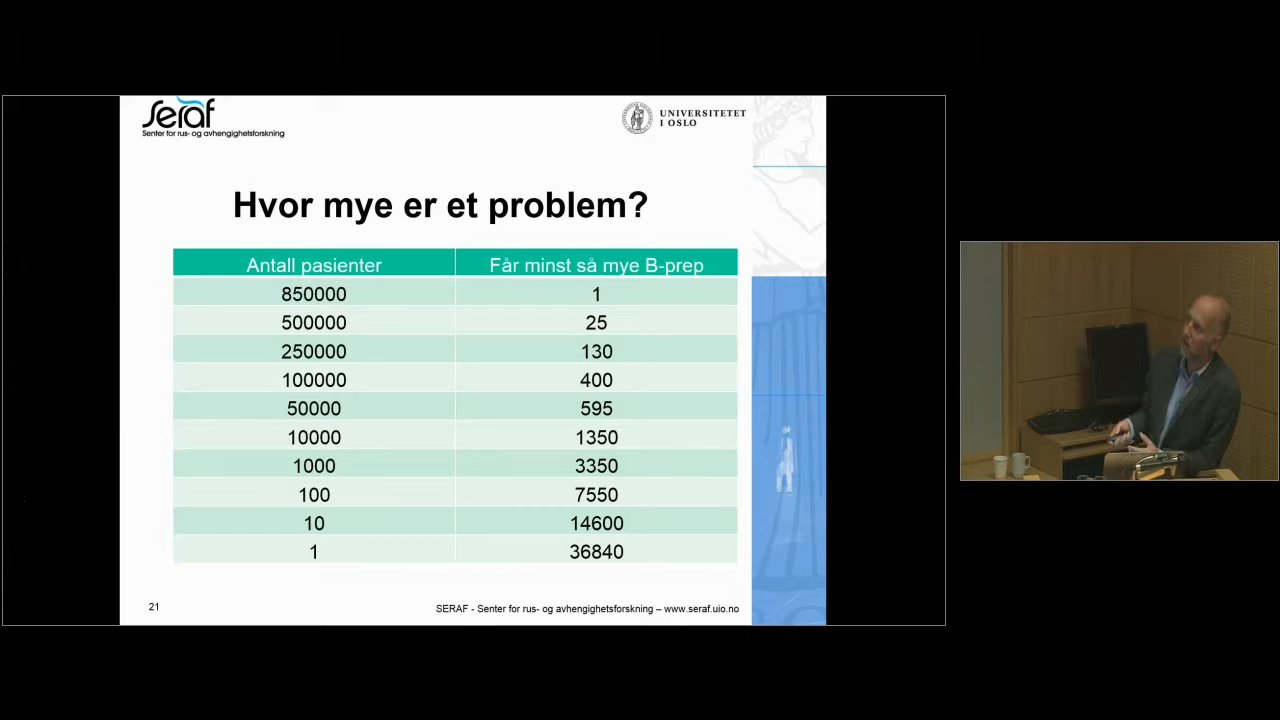 seraf
Senter for rus- og avhengighetsforskning
UNIVERSITETET
I OSLO
Hvor mye er et problem?
Antall pasienter Får minst så mye B-prep
850000 1
500000 25
250000 130
100000 400
50000 595
10000 1350
1000 3350
100 7550
10 14600
1 36840
21
SERAF - Senter for rus- og avhengighetsforskning – www.seraf.uio.no